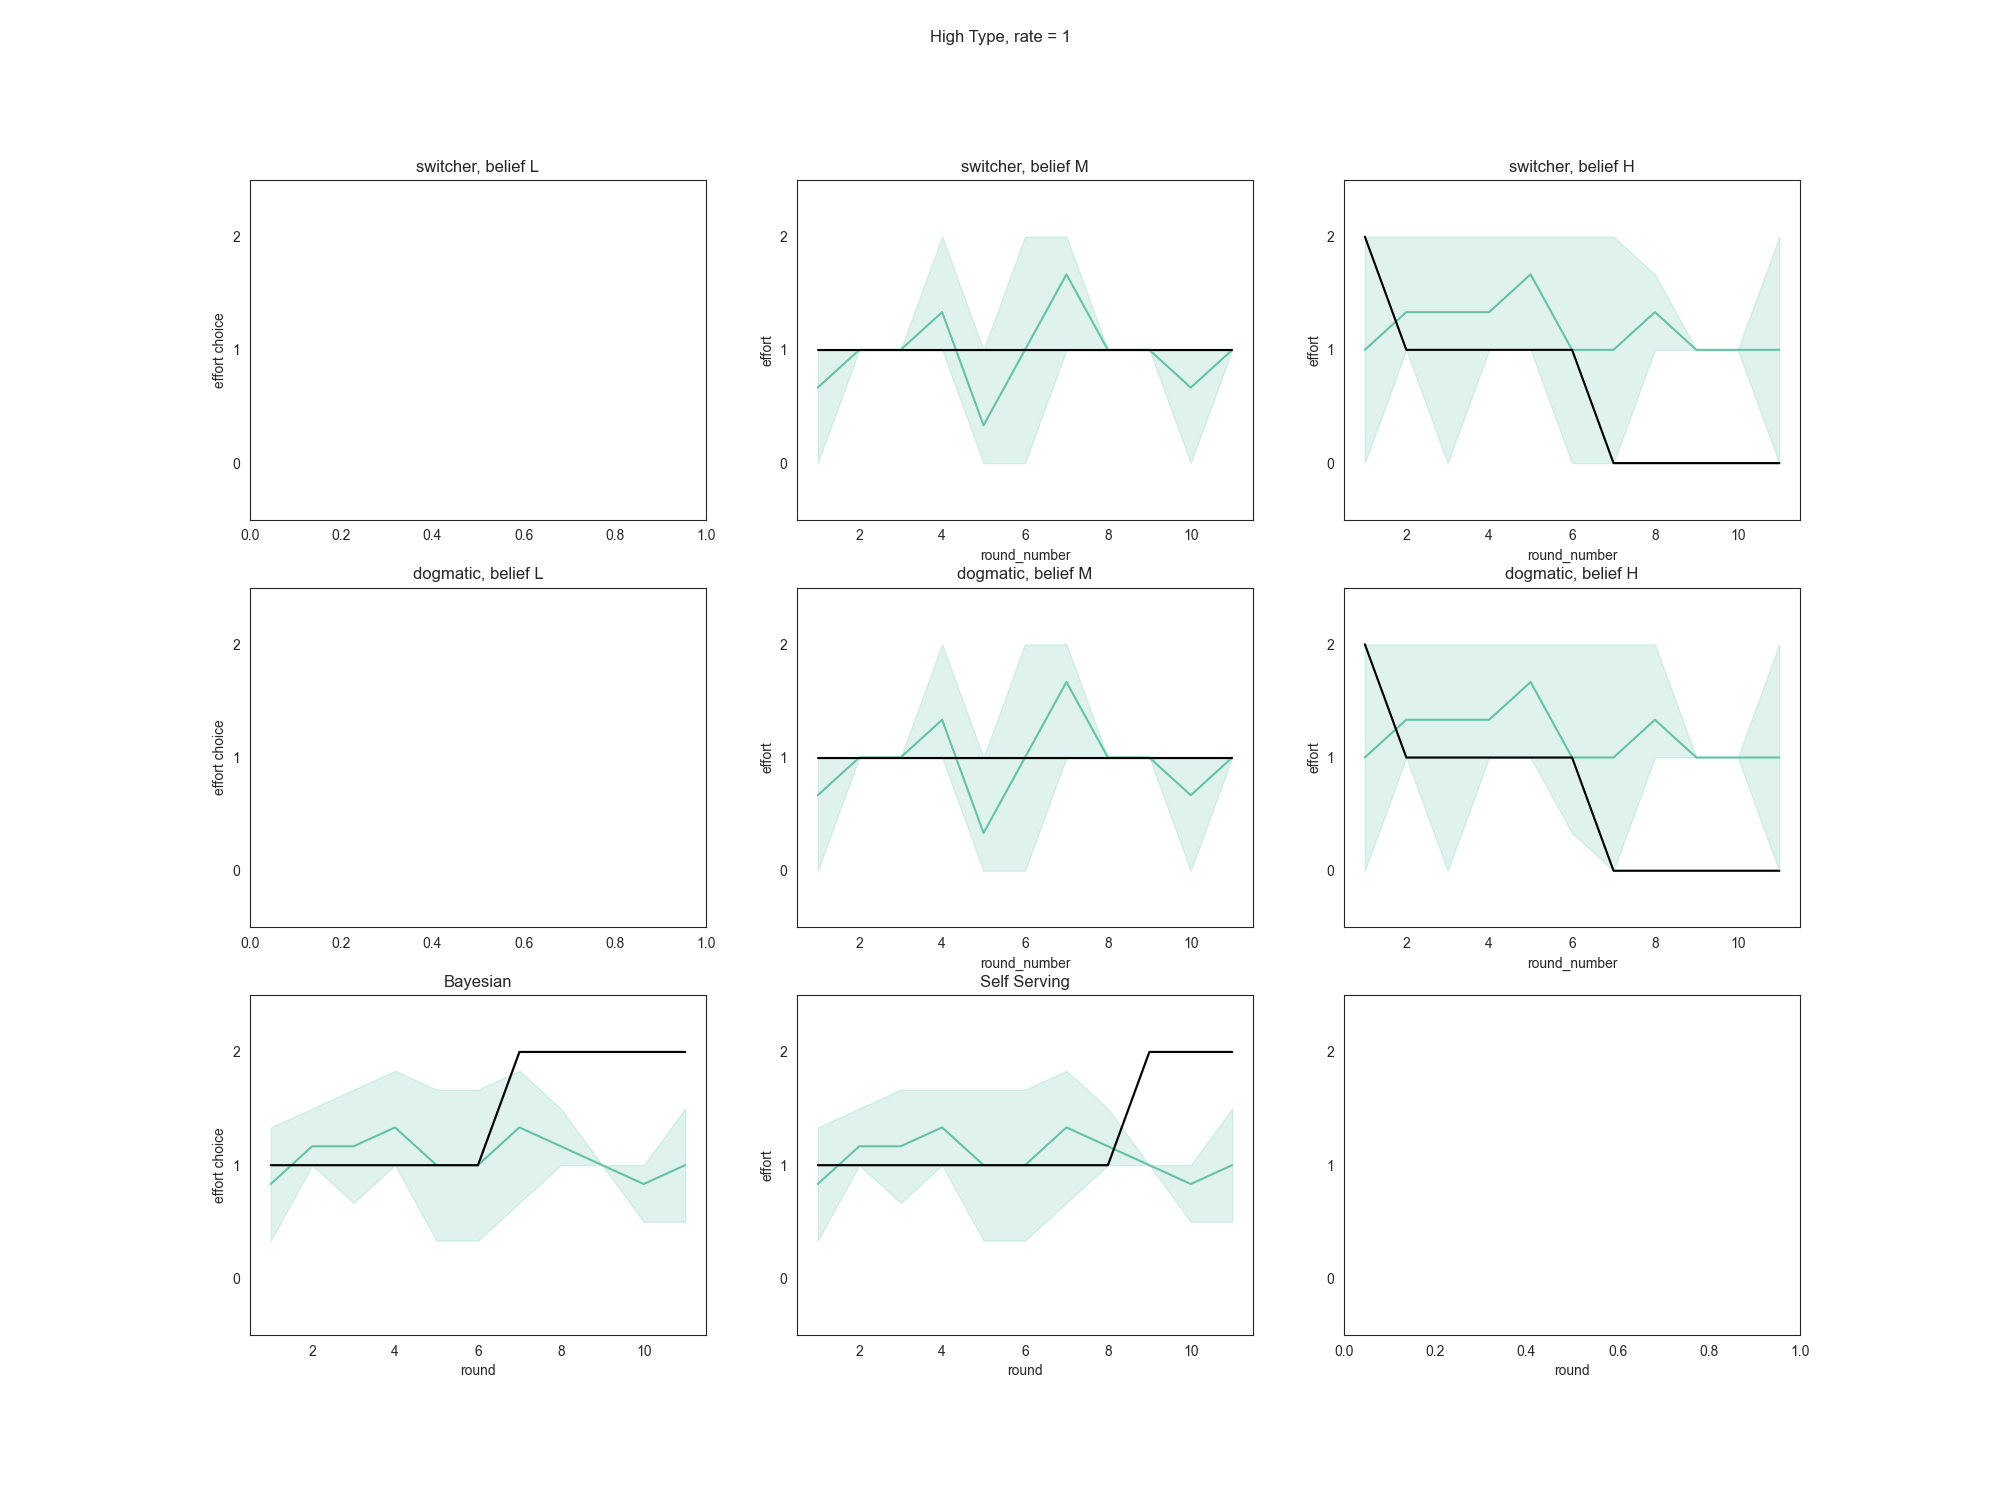 High Type, rate = 1
switcher, belief L
switcher, belief M
switcher, belief H
effort choice
2
1
0
0.0 0.2 0.4 0.6 0.8 1.0
effort
2
1
0
2 4 6 8 10
round_number
effort
2
1
0
2 4 6 8 10
round_number
dogmatic, belief L
dogmatic, belief M
dogmatic, belief H
effort choice
2
1
0
0.0 0.2 0.4 0.6 0.8 1.0
effort
2
1
0
2 4 6 8 10
round_number
effort
2
1
0
2 4 6 8 10
round_number
Bayesian
Self Serving
effort choice
2
1
0
2 4 6 8 10
round
effort
2
1
0
2 4 6 8 10
round
2
1
0
0.0 0.2 0.4 0.6 0.8 1.0
round